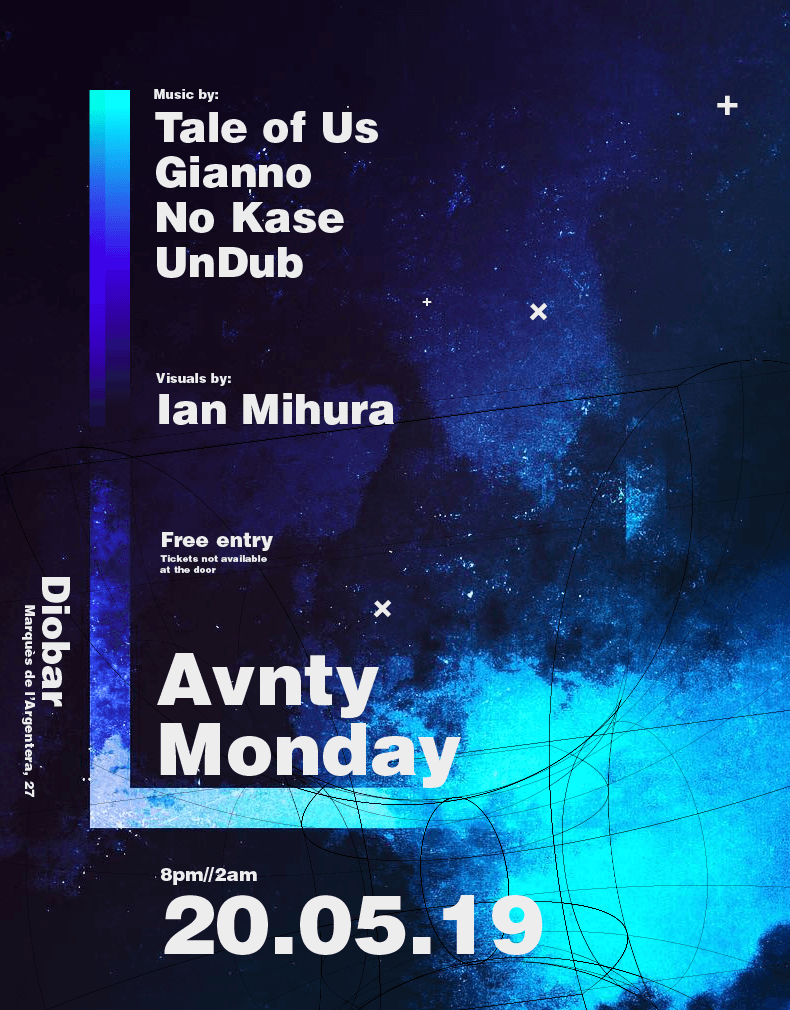 Music by:
Tale of Us
Gianno
No Kase
UnDub
Visuals by:
Ian Mihura
Free entry
Tickets not available
at the door
Diobar
Marquès de l'Argentera, 27
Avnty
Monday
8pm//2am
20.05.19